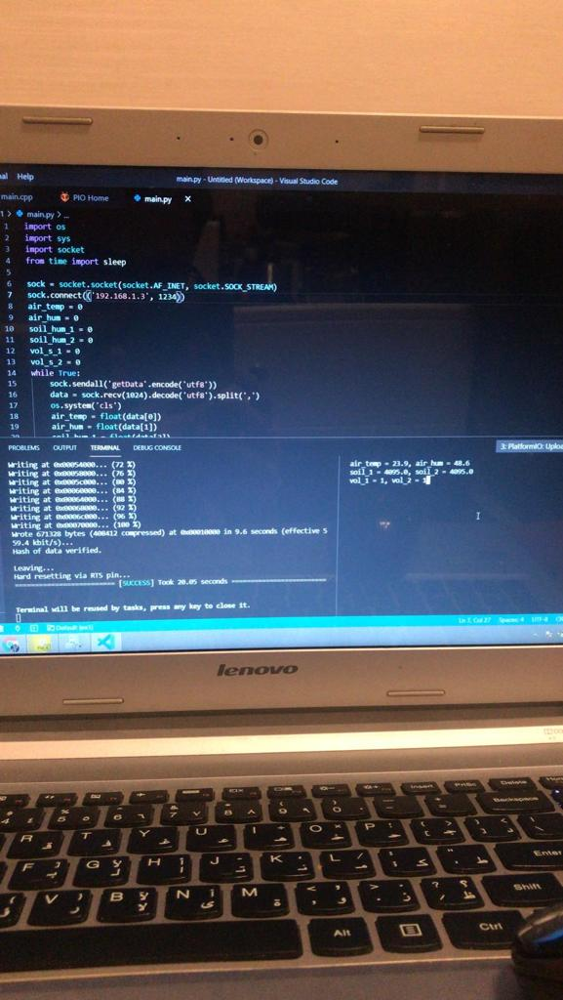 Help
main.py - Untitled (Workspace) - Visual Studio Code
main.cpp PIO Home main.py ×
1 > main.py > ...
1 import os
2 import sys
3 import socket
4 from time import sleep
5
6 sock = socket.socket(socket.AF_INET, socket.SOCK_STREAM)
7 sock.connect(('192.168.1.3', 1234))
8 air_temp = 0
9 air_hum = 0
10 soil_hum_1 = 0
11 soil_hum_2 = 0
12 vol_s_1 = 0
13 vol_s_2 = 0
14 while True:
15 sock.sendall('getData'.encode('utf8'))
16 data = sock.recv(1024).decode('utf8').split(',')
17 os.system('cls')
18 air_temp = float(data[0])
19 air_hum = float(data[1])
PROBLEMS OUTPUT TERMINAL DEBUG CONSOLE
3: PlatformIO: Uploa
Writing at 0x00054000... (72 %)
Writing at 0x00058000... (76 %)
Writing at 0x0005c000... (80 %)
Writing at 0x00060000... (84 %)
Writing at 0x00064000... (88 %)
Writing at 0x00068000... (92 %)
Writing at 0x0006c000... (96 %)
Writing at 0x00070000... (100 %)
Wrote 671328 bytes (408412 compressed) at 0x00010000 in 9.6 seconds (effective 5
59.4 kbit/s)...
Hash of data verified.
Leaving...
Hard resetting via RTS pin...
[SUCCESS] Took 20.05 seconds
Terminal will be reused by tasks, press any key to close it.
air_temp = 23.9, air_hum = 48.6
soil_1 = 4095.0, soil_2 = 4095.0
vol_1 = 1, vol_2 = 1
Ln 7, Col 27 Spaces: 4 UTF-8
lenovo
Insert PrtSc Delete
5 6 7 8 9 0 Backspace
R T Y U I O P
Enter
F G H J K L
Shift
V B N M
Alt Ctrl